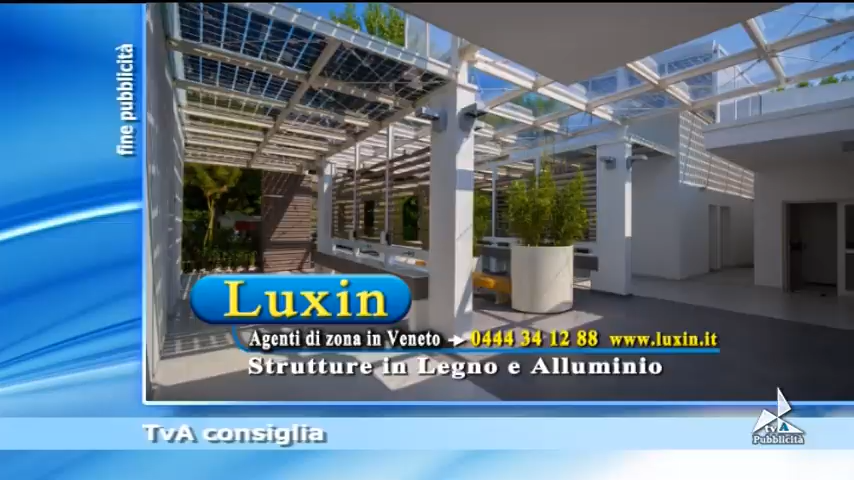 fine pubblicità
Luxin
Agenti di zona in Veneto → 0444 34 12 88 www.luxin.it
Strutture in Legno e Alluminio
TvA consiglia
tvA
Pubblicità